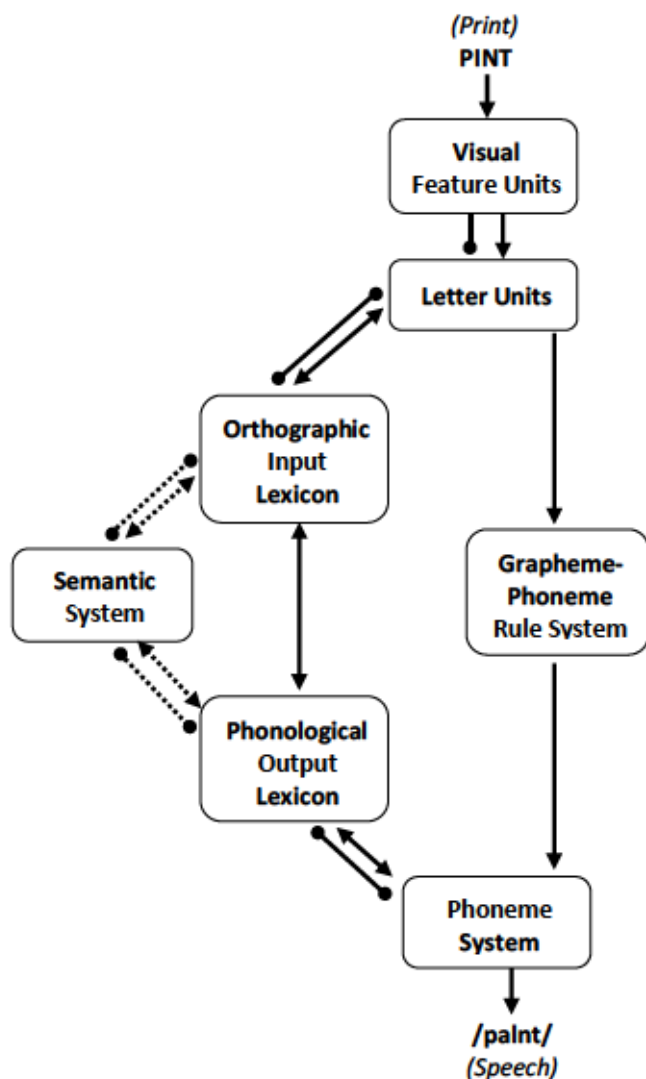 (Print)
PINT
Visual
Feature Units
Letter Units
Orthographic
Input
Lexicon
Semantic
System
Grapheme-
Phoneme
Rule System
Phonological
Output
Lexicon
Phoneme
System
/paInt/
(Speech)